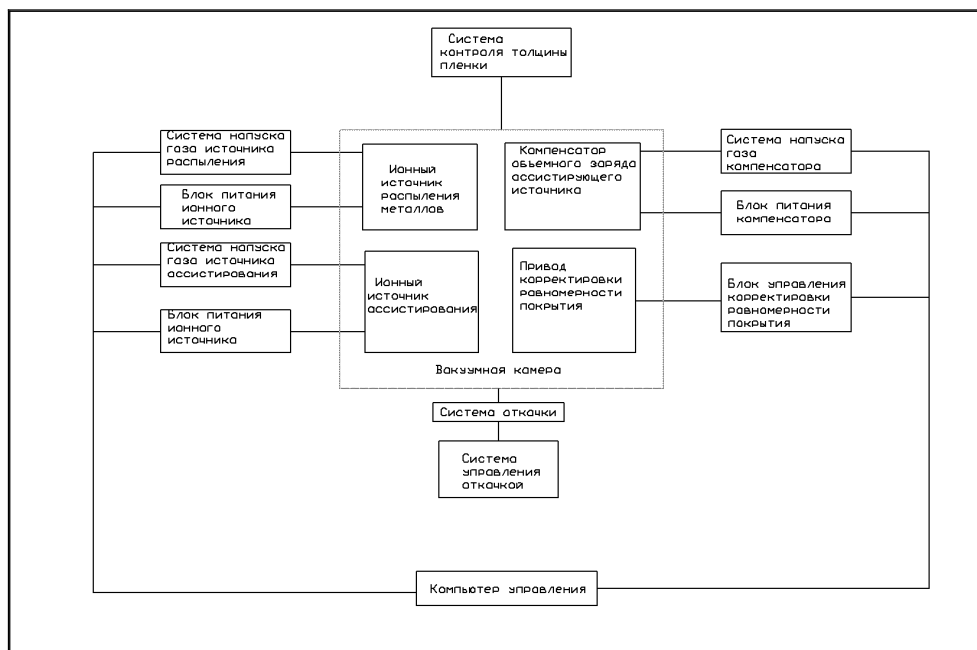 Система
контроля толщины
пленки
Система напуска
газа источника
распыления
Блок питания
ионного
источника
Система напуска
газа источника
ассистирования
Блок питания
ионного
источника
Ионный
источник
распыления
металлов
Компенсатор
объемного заряда
ассистирующего
источника
Ионный
источник
ассистирования
Привод
корректировки
равномерности
покрытия
Вакуумная камера
Система напуска
газа
компенсатора
Блок питания
компенсатора
Блок управления
корректировки
равномерности
покрытия
Система откачки
Система
управления
откачкой
Компьютер управления